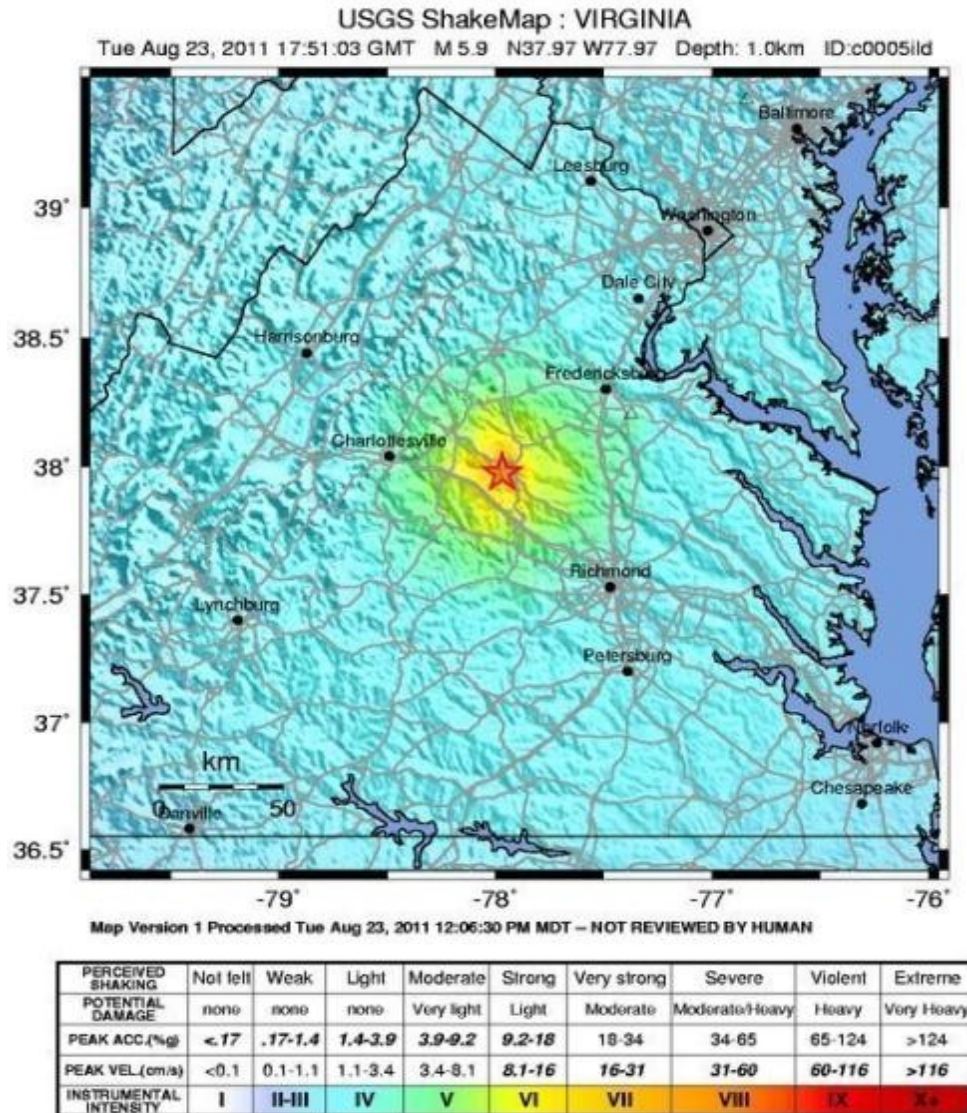 USGS ShakeMap : VIRGINIA
Tue Aug 23, 2011 17:51:03 GMT M 5.9 N37.97 W77.97 Depth: 1.0km ID:c0005ild
Baltimore
Leesburg
39°
Washington
Dale City
38.5°
Harrisonburg
Fredericksburg
Charlottesville
38°
Richmond
37.5°
Lynchburg
Petersburg
37°
Norfolk
km
Chesapeake
0 50
Danville
36.5°
-79° -78° -77° -76°
Map Version 1 Processed Tue Aug 23, 2011 12:06:30 PM MDT – NOT REVIEWED BY HUMAN
PERCEIVED SHAKING Not felt Weak Light Moderate Strong Very strong Severe Violent Extreme
POTENTIAL DAMAGE none none none Very light Light Moderate Moderate/Heavy Heavy Very Heavy
PEAK ACC.(%g) <.17 .17-1.4 1.4-3.9 3.9-9.2 9.2-18 18-34 34-65 65-124 >124
PEAK VEL.(cm/s) <0.1 0.1-1.1 1.1-3.4 3.4-8.1 8.1-16 16-31 31-60 60-116 >116
INSTRUMENTAL INTENSITY I II-III IV V VI VII VIII IX X+